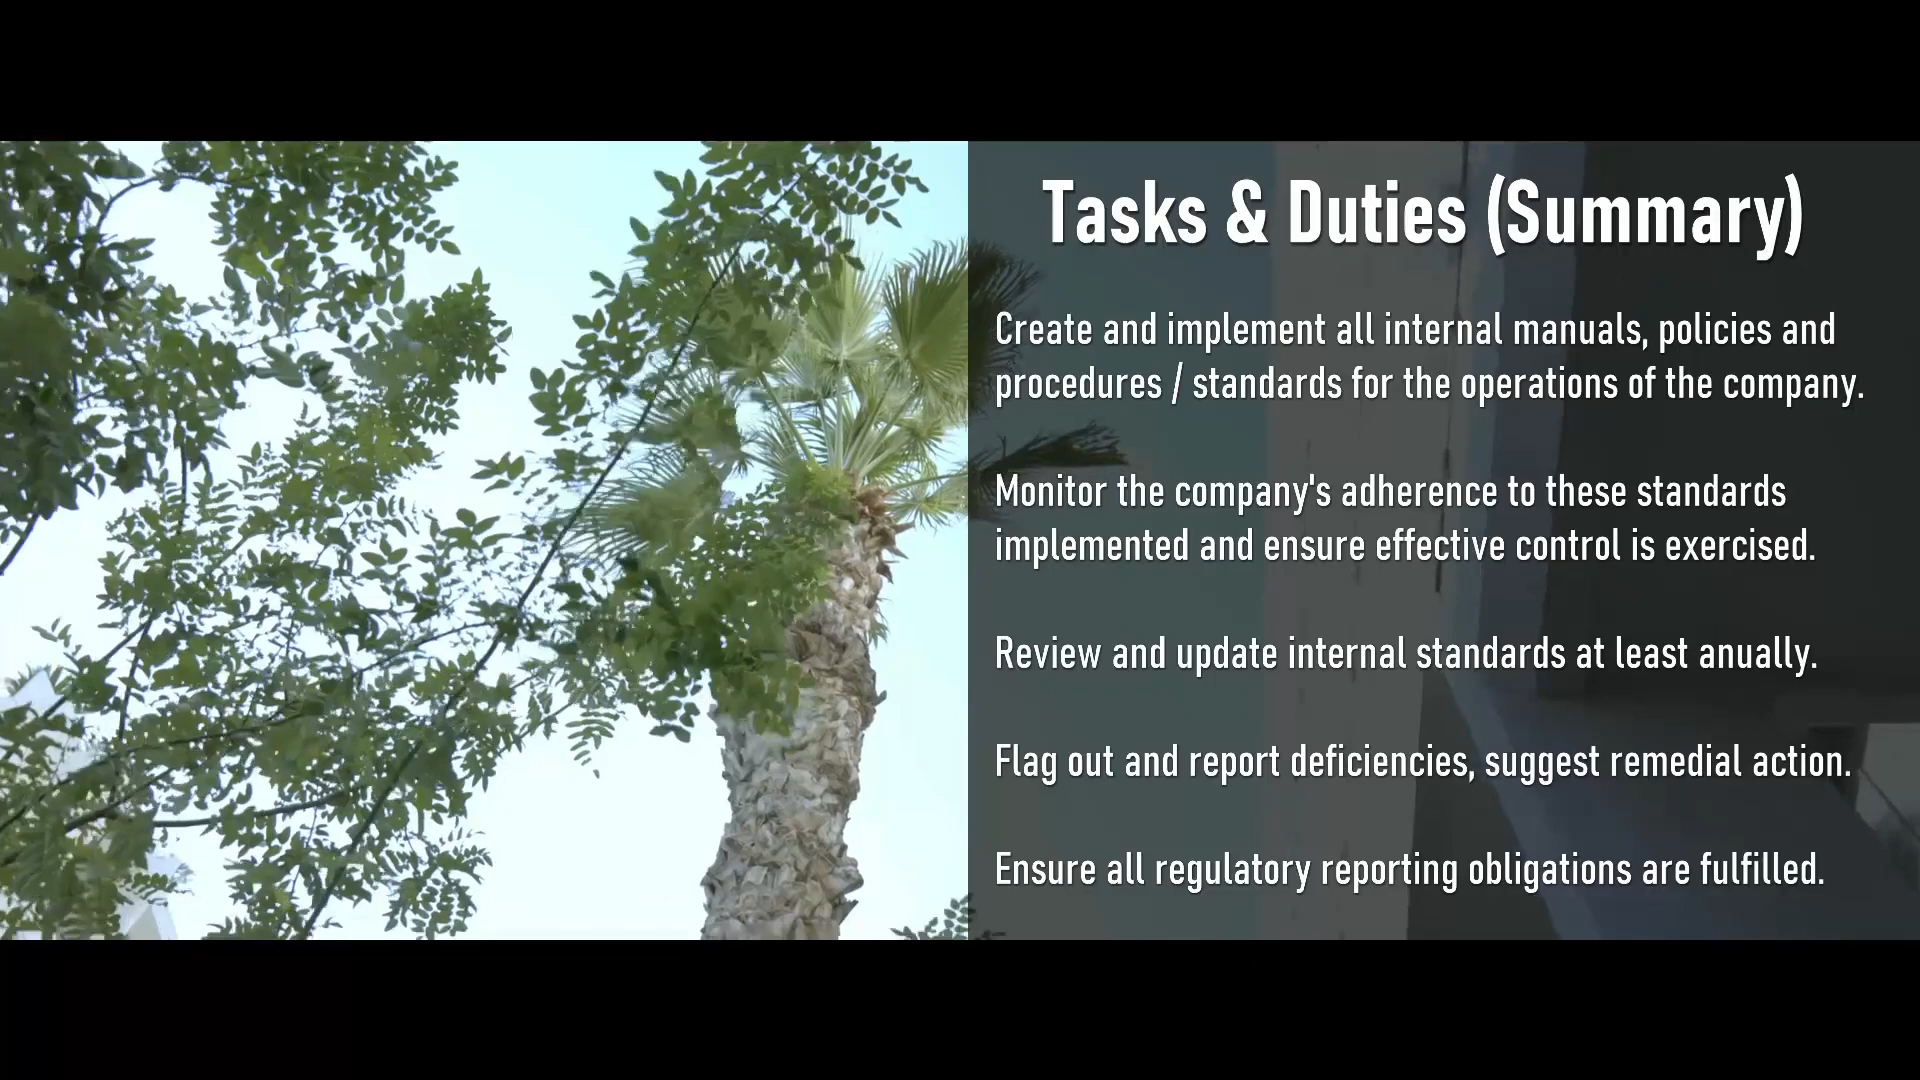 Tasks & Duties (Summary)
Create and implement all internal manuals, policies and
procedures / standards for the operations of the company.
Monitor the company's adherence to these standards
implemented and ensure effective control is exercised.
Review and update internal standards at least anually.
Flag out and report deficiencies, suggest remedial action.
Ensure all regulatory reporting obligations are fulfilled.